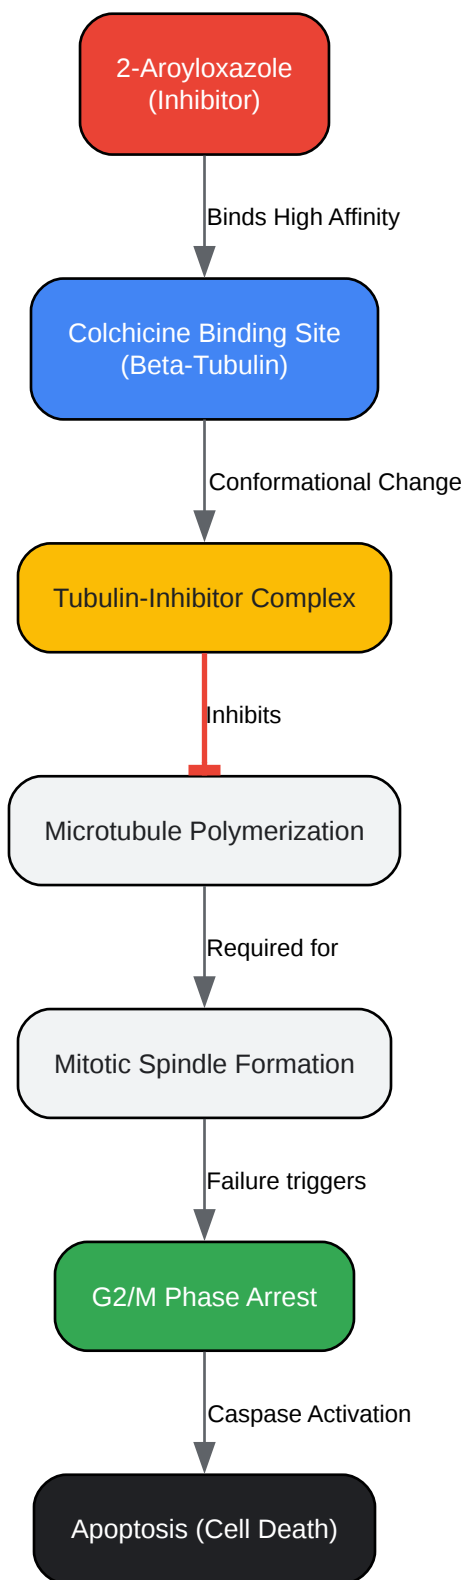 2-Aroyloxazole
(Inhibitor)
Binds High Affinity
Colchicine Binding Site
(Beta-Tubulin)
Conformational Change
Tubulin-Inhibitor Complex
Inhibits
Microtubule Polymerization
Required for
Mitotic Spindle Formation
Failure triggers
G2/M Phase Arrest
Caspase Activation
Apoptosis (Cell Death)